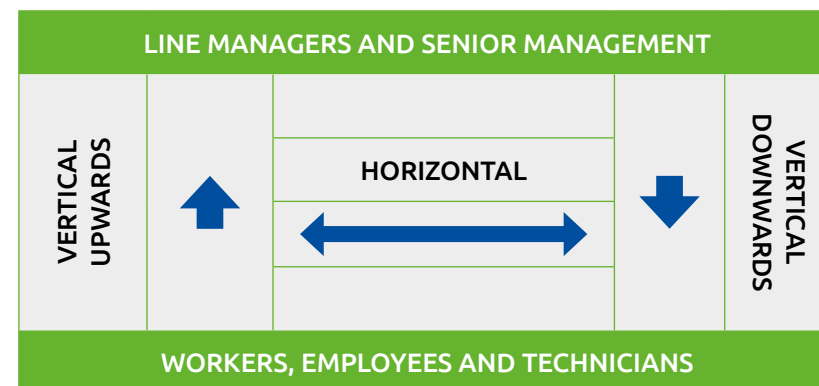 LINE MANAGERS AND SENIOR MANAGEMENT
VERTICAL
UPWARDS
HORIZONTAL
VERTICAL
DOWNWARDS
WORKERS, EMPLOYEES AND TECHNICIANS